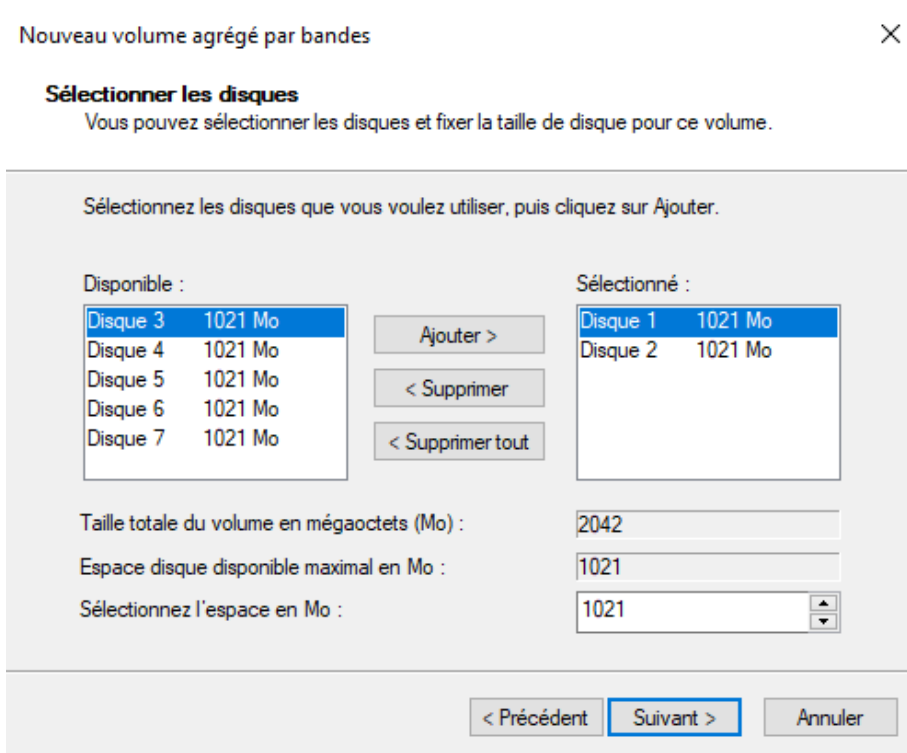 Nouveau volume agrégé par bandes
Sélectionner les disques
Vous pouvez sélectionner les disques et fixer la taille de disque pour ce volume.
Sélectionnez les disques que vous voulez utiliser, puis cliquez sur Ajouter.
Disponible :
Disque 3 1021 Mo
Disque 4 1021 Mo
Disque 5 1021 Mo
Disque 6 1021 Mo
Disque 7 1021 Mo
Ajouter >
< Supprimer
< Supprimer tout
Sélectionné :
Disque 1 1021 Mo
Disque 2 1021 Mo
Taille totale du volume en mégaoctets (Mo) : 2042
Espace disque disponible maximal en Mo : 1021
Sélectionnez l'espace en Mo : 1021
< Précédent Suivant > Annuler